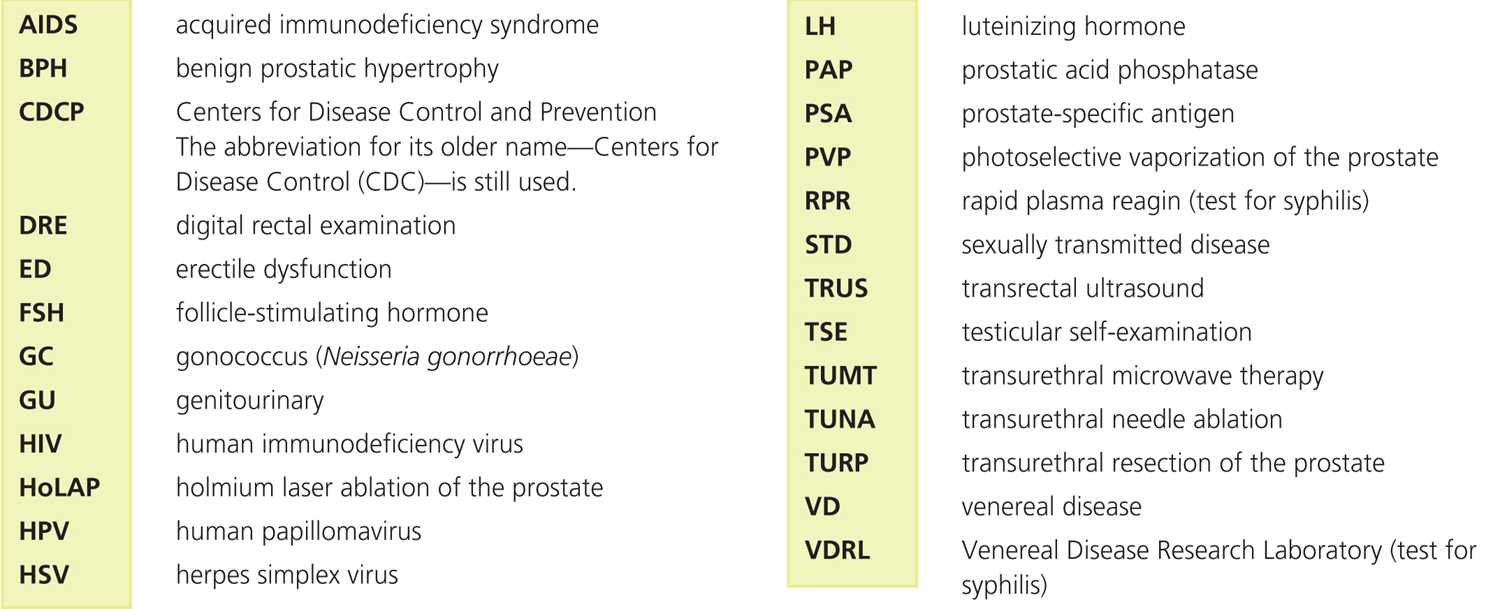 AIDS acquired immunodeficiency syndrome
BPH benign prostatic hypertrophy
CDCP Centers for Disease Control and Prevention
The abbreviation for its older name—Centers for
Disease Control (CDC)—is still used.
DRE digital rectal examination
ED erectile dysfunction
FSH follicle-stimulating hormone
GC gonococcus (Neisseria gonorrhoeae)
GU genitourinary
HIV human immunodeficiency virus
HoLAP holmium laser ablation of the prostate
HPV human papillomavirus
HSV herpes simplex virus
LH luteinizing hormone
PAP prostatic acid phosphatase
PSA prostate-specific antigen
PVP photoselective vaporization of the prostate
RPR rapid plasma reagin (test for syphilis)
STD sexually transmitted disease
TRUS transrectal ultrasound
TSE testicular self-examination
TUMT transurethral microwave therapy
TUNA transurethral needle ablation
TURP transurethral resection of the prostate
VD venereal disease
VDRL Venereal Disease Research Laboratory (test for
syphilis)